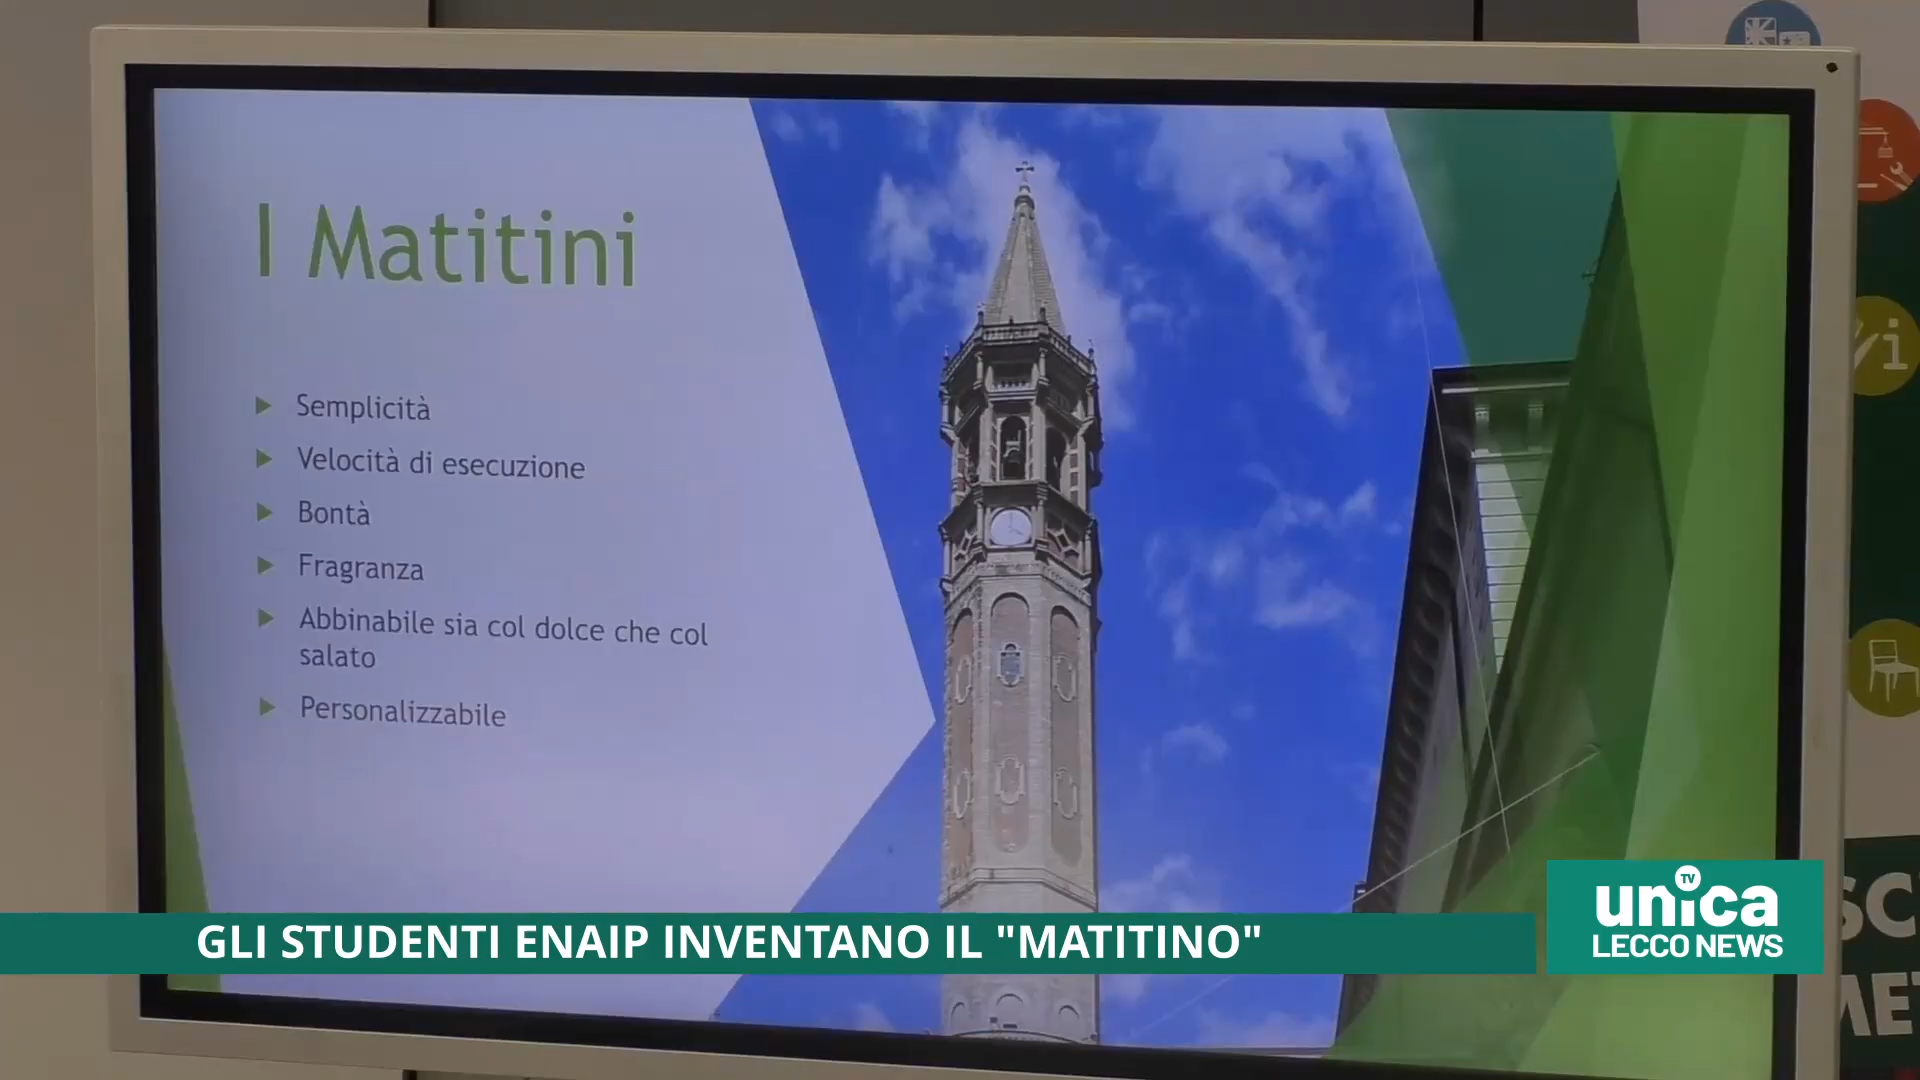 I Matitini
Semplicità
Velocità di esecuzione
Bontà
Fragranza
Abbinabile sia col dolce che col
salato
Personalizzabile
GLI STUDENTI ENAIP INVENTANO IL "MATITINO"
TV
unica
LECCO NEWS